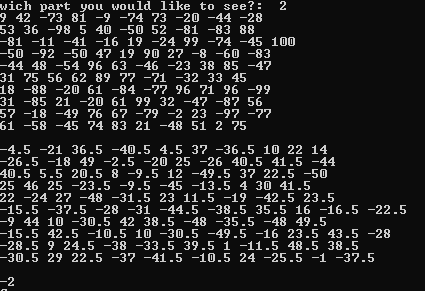 wich part you would like to see?:  2
9 42 -73 81 -9 -74 73 -20 -44 -28
53 36 -98 5 40 -50 52 -81 -83 88
-81 -11 -41 -16 19 -24 99 -74 -45 100
-50 -92 -50 47 19 90 27 -8 -60 -83
-44 48 -54 96 63 -46 -23 38 85 -47
31 75 56 62 89 77 -71 -32 33 45
18 -88 -20 61 -84 -77 96 71 96 -99
31 -85 21 -20 61 99 32 -47 -87 56
57 -18 -49 76 67 -79 -2 23 -97 -77
61 -58 -45 74 83 21 -48 51 2 75
-4.5 -21 36.5 -40.5 4.5 37 -36.5 10 22 14
-26.5 -18 49 -2.5 -20 25 -26 40.5 41.5 -44
40.5 5.5 20.5 8 -9.5 12 -49.5 37 22.5 -50
25 46 25 -23.5 -9.5 -45 -13.5 4 30 41.5
22 -24 27 -48 -31.5 23 11.5 -19 -42.5 23.5
-15.5 -37.5 -28 -31 -44.5 -38.5 35.5 16 -16.5 -22.5
-9 44 10 -30.5 42 38.5 -48 -35.5 -48 49.5
-15.5 42.5 -10.5 10 -30.5 -49.5 -16 23.5 43.5 -28
-28.5 9 24.5 -38 -33.5 39.5 1 -11.5 48.5 38.5
-30.5 29 22.5 -37 -41.5 -10.5 24 -25.5 -1 -37.5
-2